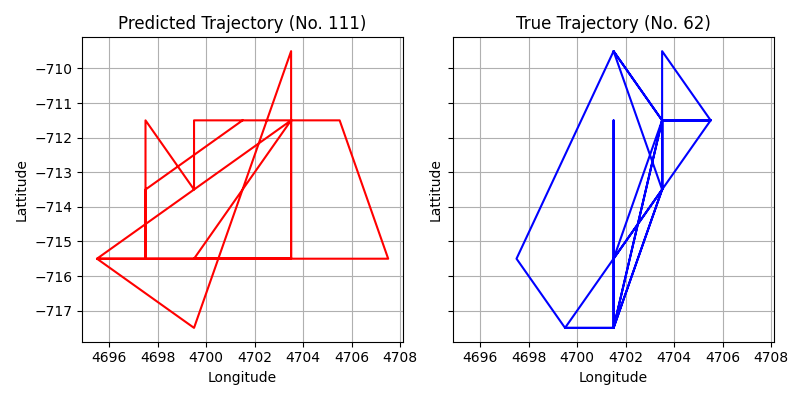 Predicted Trajectory (No. 111)
True Trajectory (No. 62)
−710
−711
−712
−713
−714
−715
−716
−717
Lattitude
Lattitude
4696 4698 4700 4702 4704 4706 4708
4696 4698 4700 4702 4704 4706 4708
Longitude
Longitude